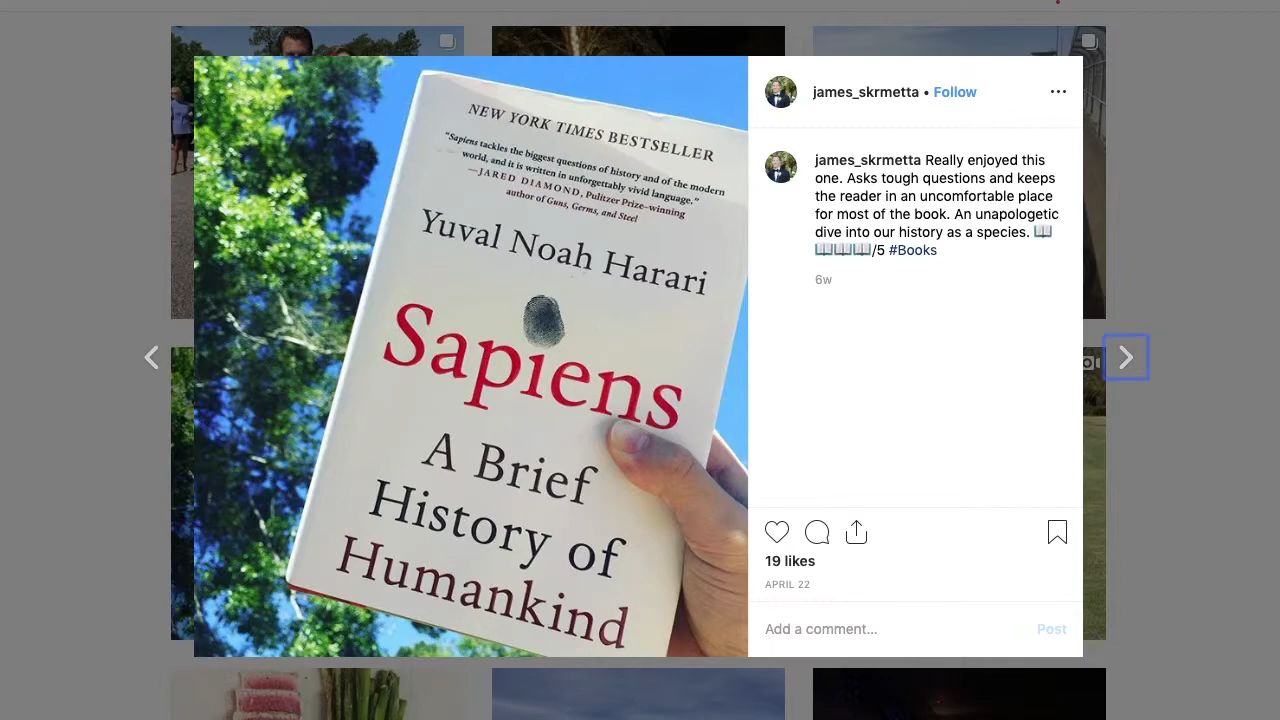 NEW YORK TIMES BESTSELLER
"Sapiens tackles the biggest questions of history and of the modern
world, and it is written in unforgettably vivid language."
—JARED DIAMOND, Pulitzer Prize–winning
author of Guns, Germs, and Steel
Yuval Noah Harari
Sapiens
A Brief
History of
Humankind
james_skrmetta • Follow
james_skrmetta Really enjoyed this
one. Asks tough questions and keeps
the reader in an uncomfortable place
for most of the book. An unapologetic
dive into our history as a species. 📖
📖📖📖/5 #Books
6w
19 likes
APRIL 22
Add a comment...
Post